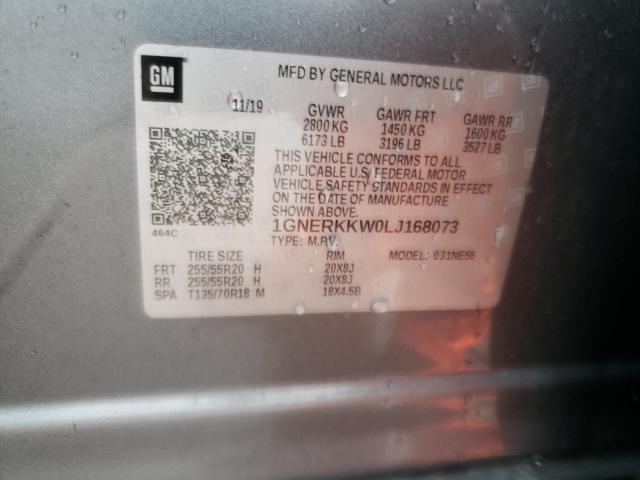 GM
MFD BY GENERAL MOTORS LLC
11/19 GVWR GAWR FRT GAWR RR
2800 KG 1450 KG 1600 KG
6173 LB 3196 LB 3527 LB
THIS VEHICLE CONFORMS TO ALL
APPLICABLE U.S. FEDERAL MOTOR
VEHICLE SAFETY STANDARDS IN EFFECT
ON THE DATE OF MANUFACTURE
SHOWN ABOVE.
464C
1GNERKKW0LJ168073
TYPE: M.P.V.
TIRE SIZE RIM MODEL: 031NE56
FRT 255/55R20 H 20X8J
RR 255/55R20 H 20X8J
SPA T135/70R18 M 18X4.5B